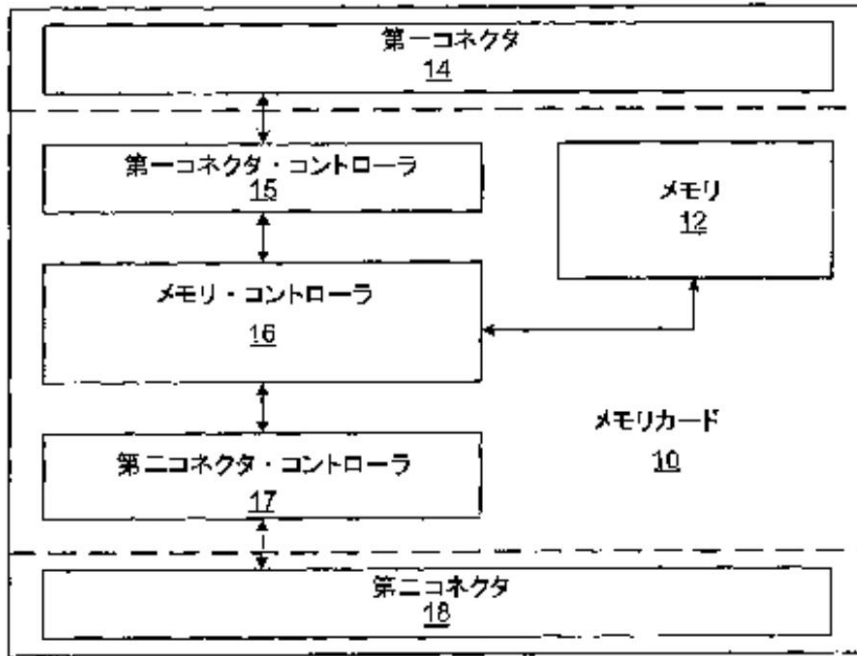 第一コネクタ
14
第一コネクタ・コントローラ
15
メモリ
12
メモリ・コントローラ
16
メモリカード
10
第二コネクタ・コントローラ
17
第二コネクタ
18